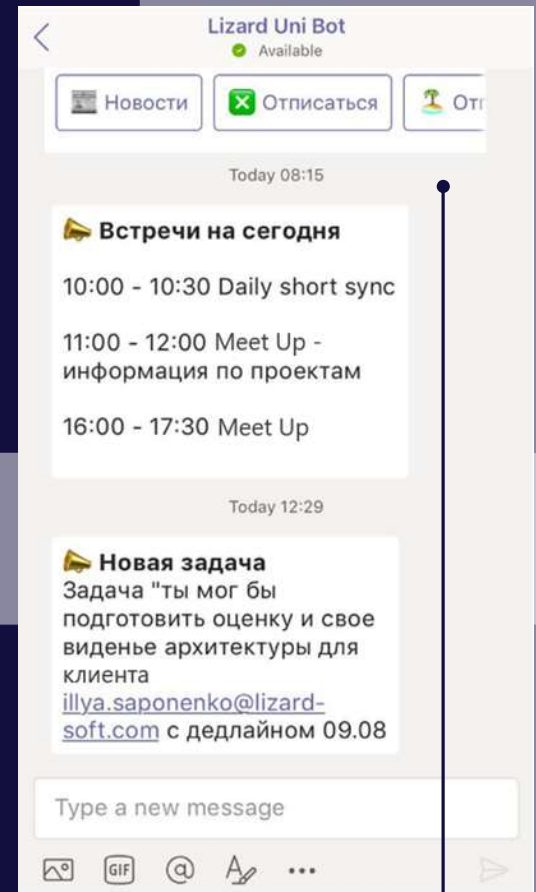 Lizard Uni Bot
Available
Новости
Отписаться
Today 08:15
Встречи на сегодня
10:00 - 10:30 Daily short sync
11:00 - 12:00 Meet Up -
информация по проектам
16:00 - 17:30 Meet Up
Today 12:29
Новая задача
Задача "ты мог бы
подготовить оценку и свое
виденье архитектуры для
клиента
illya.saponenko@lizard-
soft.com с дедлайном 09.08
Type a new message
GIF